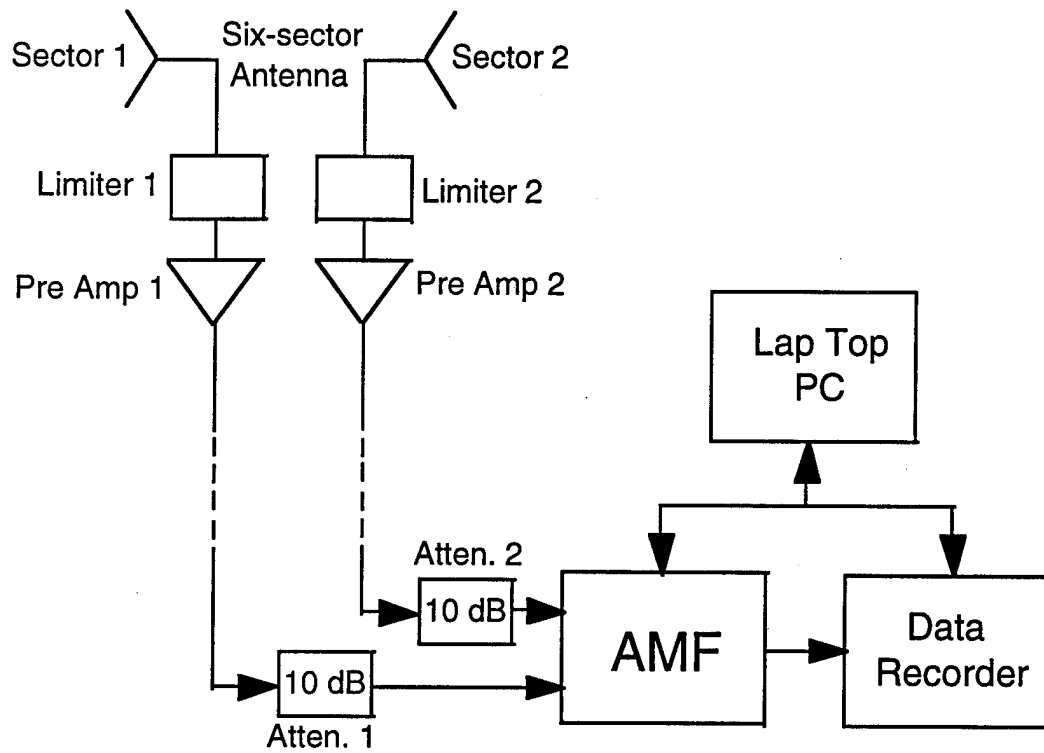 Sector 1
Six-sector
Antenna
Sector 2
Limiter 1
Limiter 2
Pre Amp 1
Pre Amp 2
Lap Top
PC
Atten. 2
10 dB
AMF
Data
Recorder
10 dB
Atten. 1